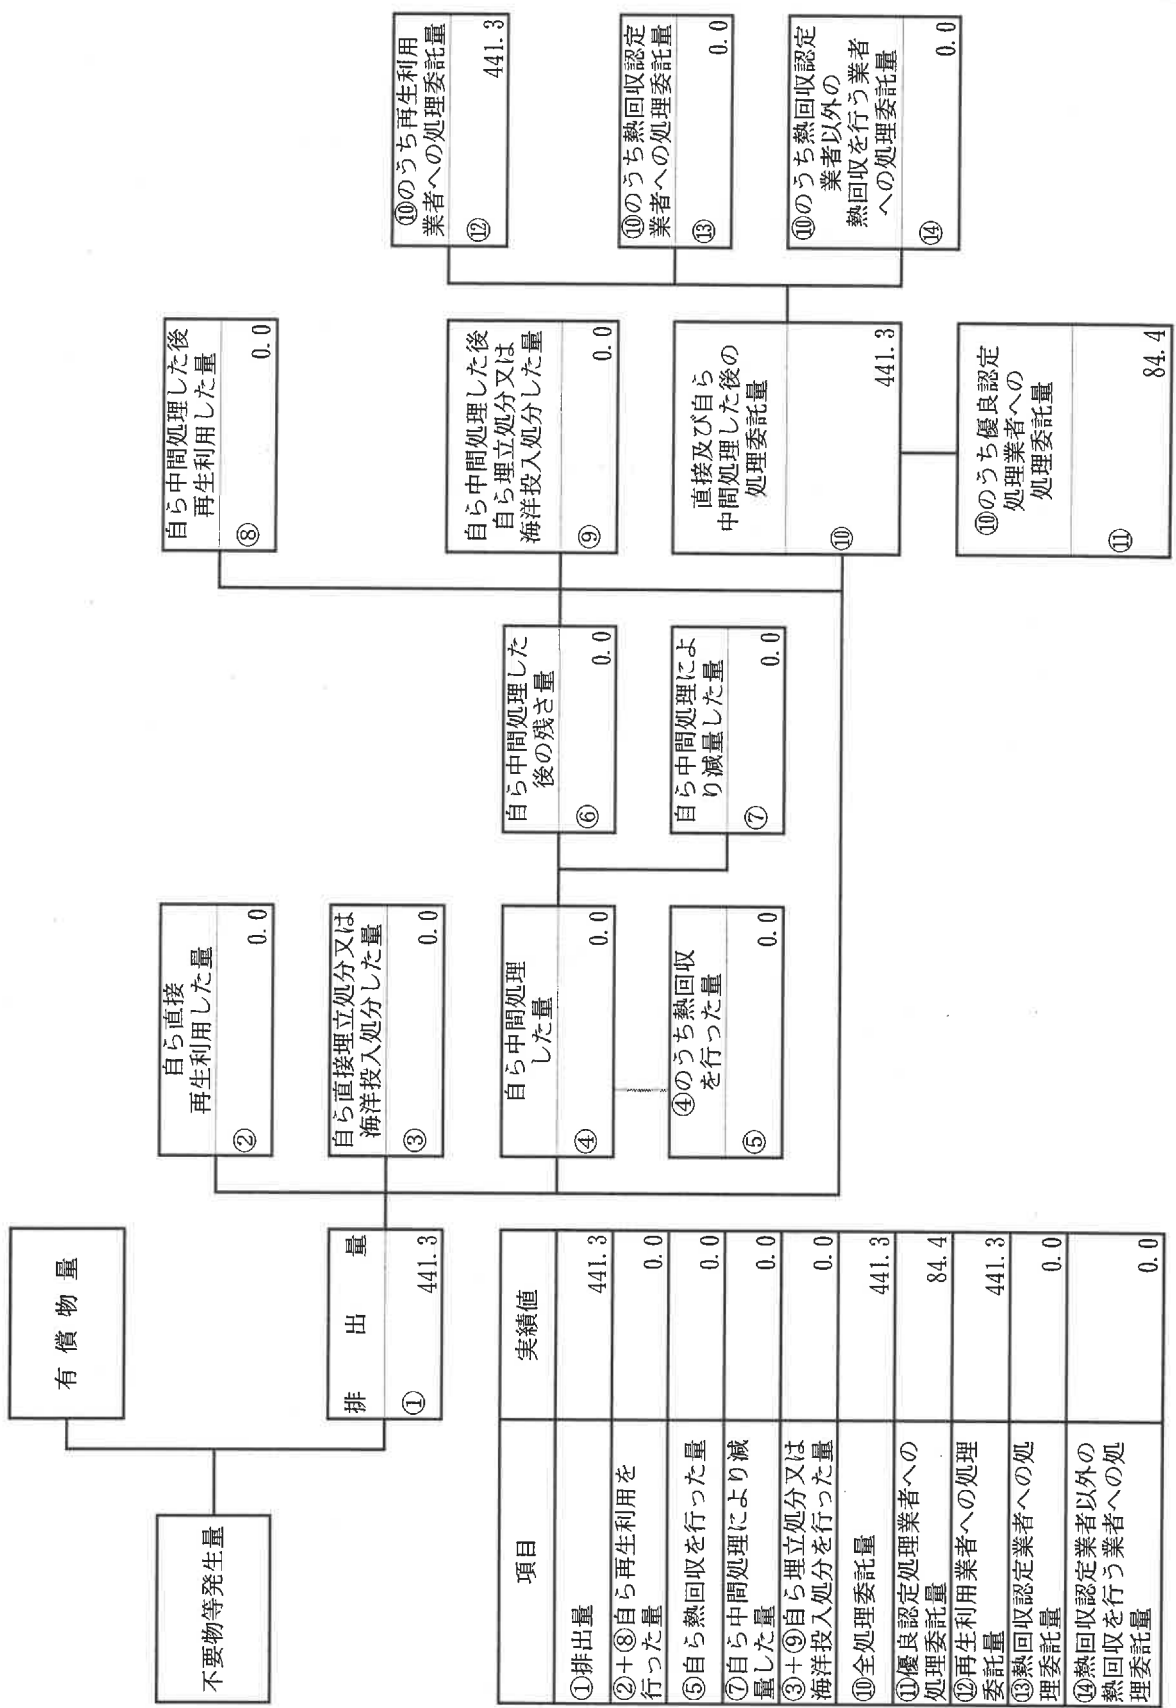 不要物等発生量
有償物量
排出量
① 441.3
自ら直接
再生利用した量
② 0.0
自ら直接埋立処分又は
海洋投入処分した量
③ 0.0
自ら中間処理
した量
④ 0.0
④のうち熱回収
を行った量
⑤ 0.0
自ら中間処理した
後の残さ量
⑥ 0.0
自ら中間処理によ
り減量した量
⑦ 0.0
自ら中間処理した後
再生利用した量
⑧ 0.0
自ら中間処理した後
自ら埋立処分又は
海洋投入処分した量
⑨ 0.0
直接及び自ら
中間処理した後の
処理委託量
⑩ 441.3
⑩のうち優良認定
処理業者への
処理委託量
⑪ 84.4
⑩のうち再生利用
業者への処理委託量
⑫ 441.3
⑩のうち熱回収認定
業者への処理委託量
⑬ 0.0
⑩のうち熱回収認定
業者以外の
熱回収を行う業者
への処理委託量
⑭ 0.0
項目 実績値
①排出量 441.3
②+⑧自ら再生利用を
行った量 0.0
⑤自ら熱回収を行った量 0.0
⑦自ら中間処理により減
量した量 0.0
③+⑨自ら埋立処分又は
海洋投入処分を行った量 0.0
⑩全処理委託量 441.3
⑪優良認定処理業者への
処理委託量 84.4
⑫再生利用業者への処理
委託量 441.3
⑬熱回収認定業者への処
理委託量 0.0
⑭熱回収認定業者以外の
熱回収を行う業者への処
理委託量 0.0